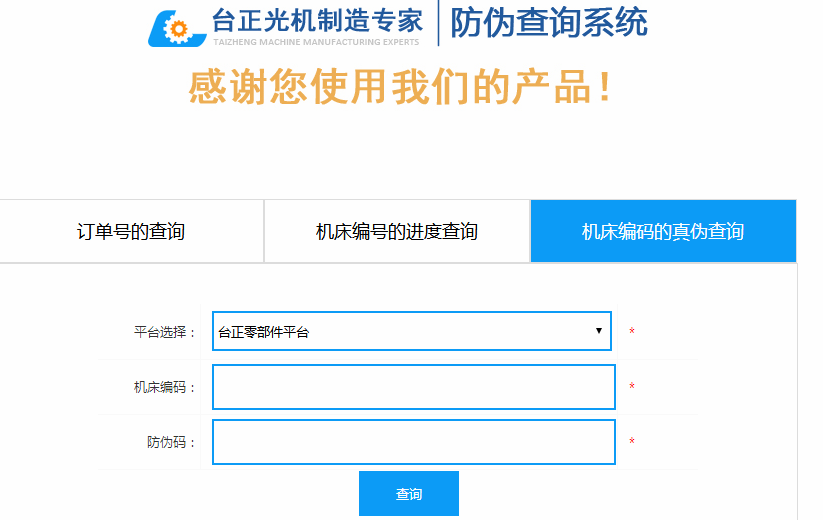 台正光机制造专家
TAIZHENG MACHINE MANUFACTURING EXPERTS
防伪查询系统
感谢您使用我们的产品！
订单号的查询 机床编号的进度查询 机床编码的真伪查询
平台选择： 台正零部件平台 *
机床编码： *
防伪码： *
查询